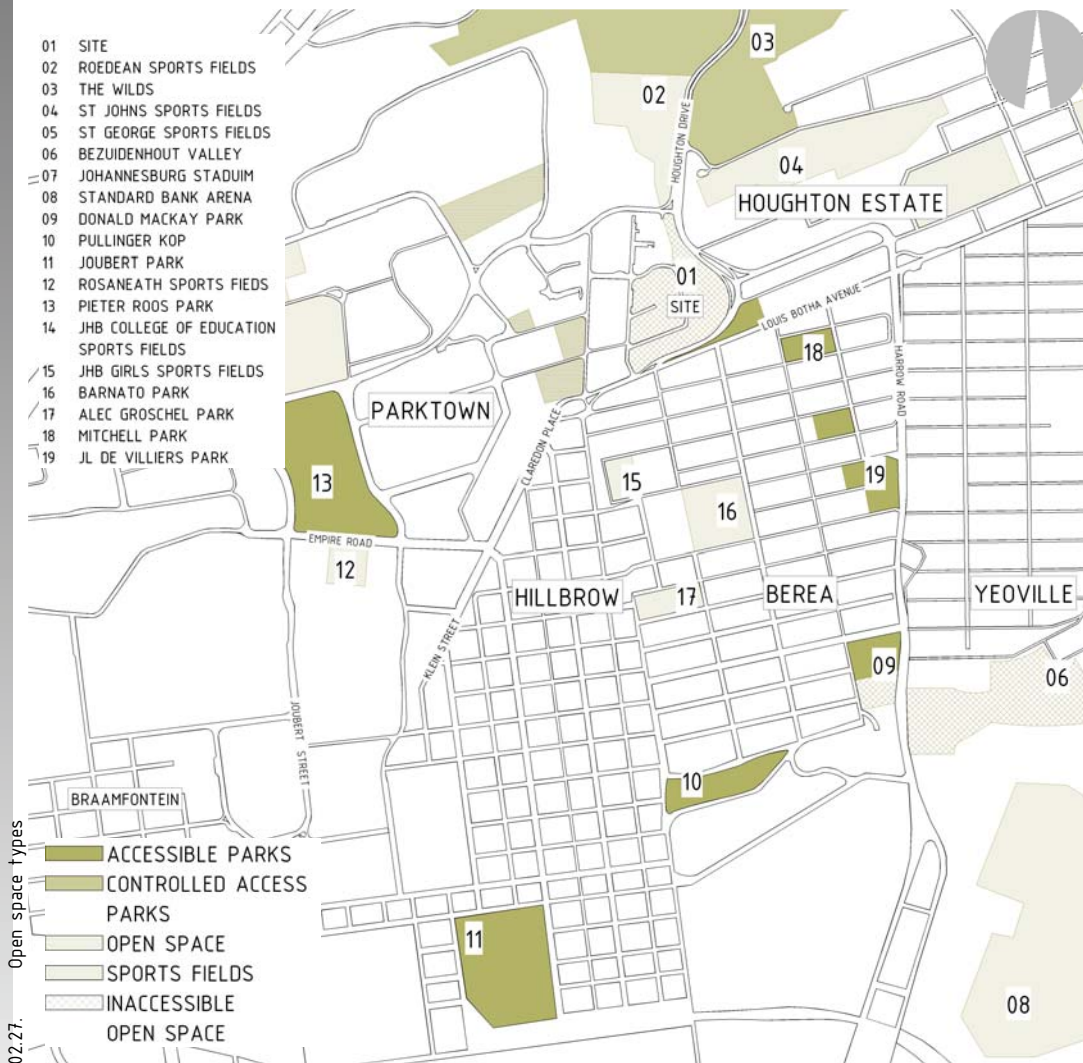 01 SITE
02 ROEDEAN SPORTS FIELDS
03 THE WILDS
04 ST JOHNS SPORTS FIELDS
05 ST GEORGE SPORTS FIELDS
06 BEZUIDENHOUT VALLEY
07 JOHANNESBURG STADUIM
08 STANDARD BANK ARENA
09 DONALD MACKAY PARK
10 PULLINGER KOP
11 JOUBERT PARK
12 ROSANEATH SPORTS FIEDS
13 PIETER ROOS PARK
14 JHB COLLEGE OF EDUCATION
SPORTS FIELDS
15 JHB GIRLS SPORTS FIELDS
16 BARNATO PARK
17 ALEC GROSCHEL PARK
18 MITCHELL PARK
19 JL DE VILLIERS PARK
03
02
HOUGHTON DRIVE
04
HOUGHTON ESTATE
01
SITE
LOUIS BOTHA AVENUE
18
HARROW ROAD
PARKTOWN
CLAREDON PLACE
13
15
19
16
EMPIRE ROAD
12
HILLBROW
17
BEREA
YEOVILLE
KLEIN STREET
09
06
JOUBERT STREET
10
BRAAMFONTEIN
ACCESSIBLE PARKS
CONTROLLED ACCESS
PARKS
OPEN SPACE
SPORTS FIELDS
INACCESSIBLE
OPEN SPACE
11
08
02.27. Open space types